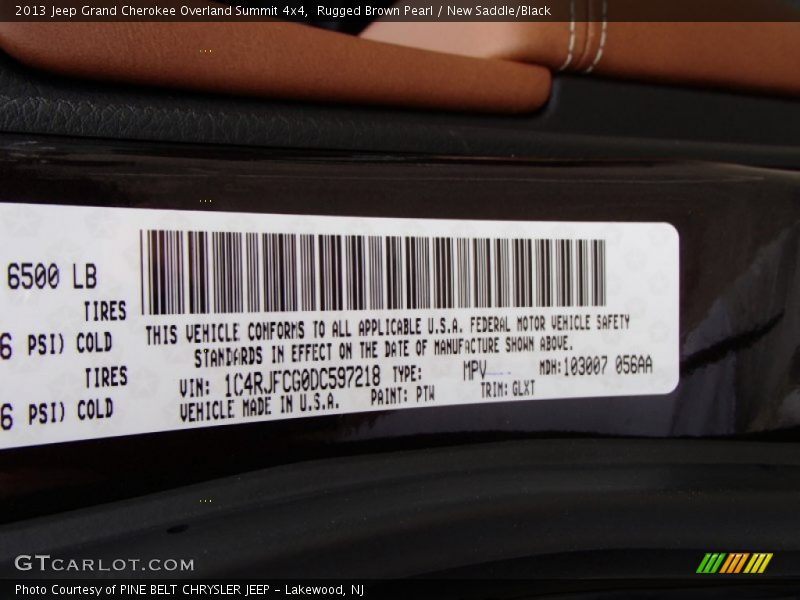 2013 Jeep Grand Cherokee Overland Summit 4x4,  Rugged Brown Pearl / New Saddle/Black
6500 LB
TIRES
6 PSI) COLD
TIRES
6 PSI) COLD
THIS VEHICLE CONFORMS TO ALL APPLICABLE U.S.A. FEDERAL MOTOR VEHICLE SAFETY
STANDARDS IN EFFECT ON THE DATE OF MANUFACTURE SHOWN ABOVE.
VIN: 1C4RJFCG0DC597218 TYPE: MPV MDH:103007 056AA
VEHICLE MADE IN U.S.A. PAINT: PTW TRIM: GLXT
GTCARLOT.COM
Photo Courtesy of PINE BELT CHRYSLER JEEP - Lakewood, NJ